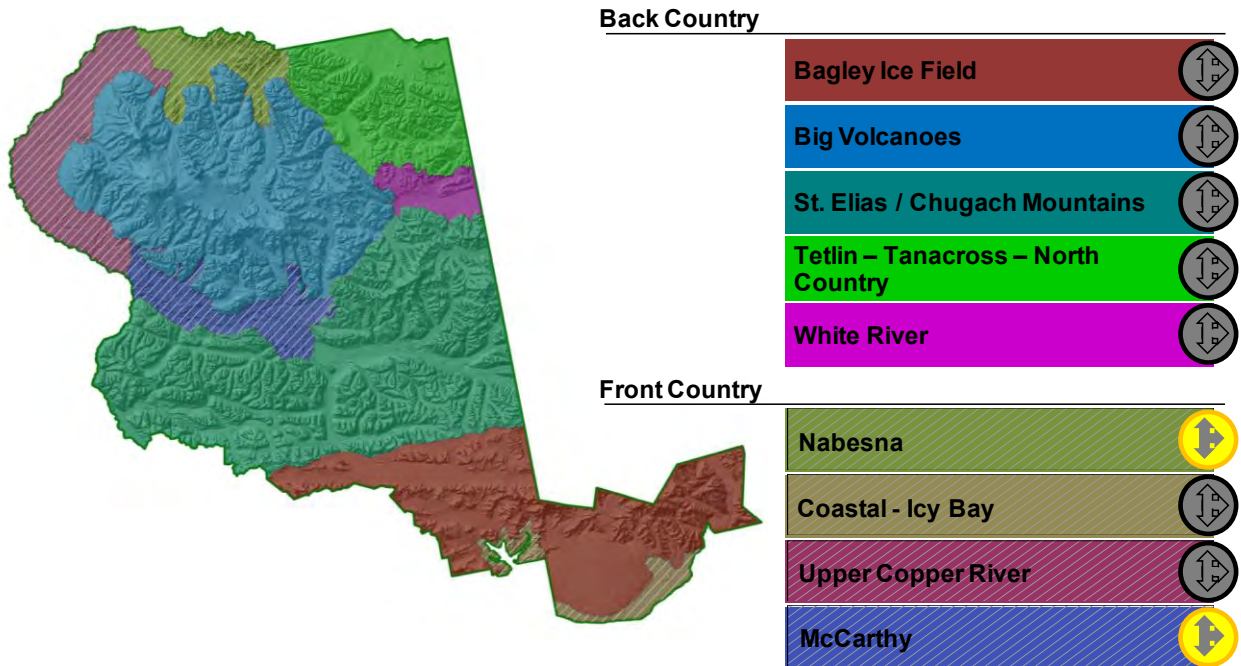 Back Country
Bagley Ice Field
Big Volcanoes
St. Elias / Chugach Mountains
Tetlin – Tanacross – North
Country
White River
Front Country
Nabesna
Coastal - Icy Bay
Upper Copper River
McCarthy